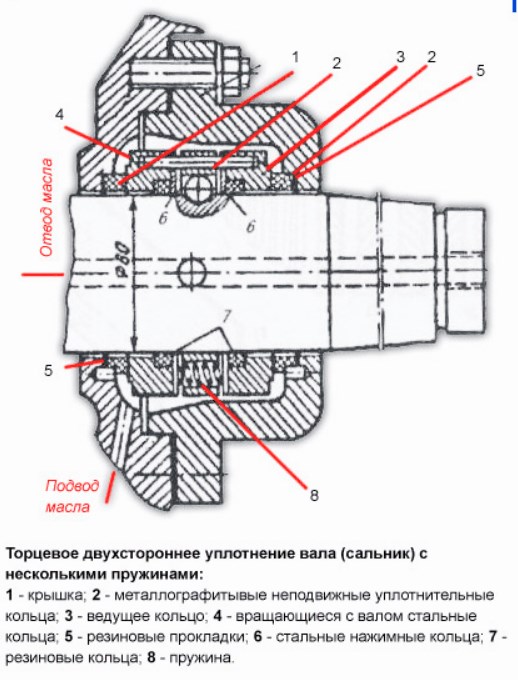 1
2
3
2
5
4
Отвод масла
6
6
Ф60
7
5
8
Подвод
масла
Торцевое двухстороннее уплотнение вала (сальник) с
несколькими пружинами:
1 - крышка; 2 - металлографитывые неподвижные уплотнительные
кольца; 3 - ведущее кольцо; 4 - вращающиеся с валом стальные
кольца; 5 - резиновые прокладки; 6 - стальные нажимные кольца; 7 -
резиновые кольца; 8 - пружина.